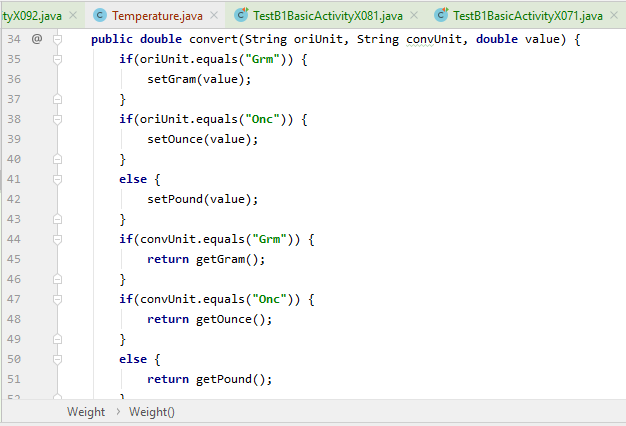 tyX092.java Temperature.java TestB1BasicActivityX081.java TestB1BasicActivityX071.java
34 @ public double convert(String oriUnit, String convUnit, double value) {
35 if(oriUnit.equals("Grm")) {
36 setGram(value);
37 }
38 if(oriUnit.equals("Onc")) {
39 setOunce(value);
40 }
41 else {
42 setPound(value);
43 }
44 if(convUnit.equals("Grm")) {
45 return getGram();
46 }
47 if(convUnit.equals("Onc")) {
48 return getOunce();
49 }
50 else {
51 return getPound();
52 }
Weight › Weight()